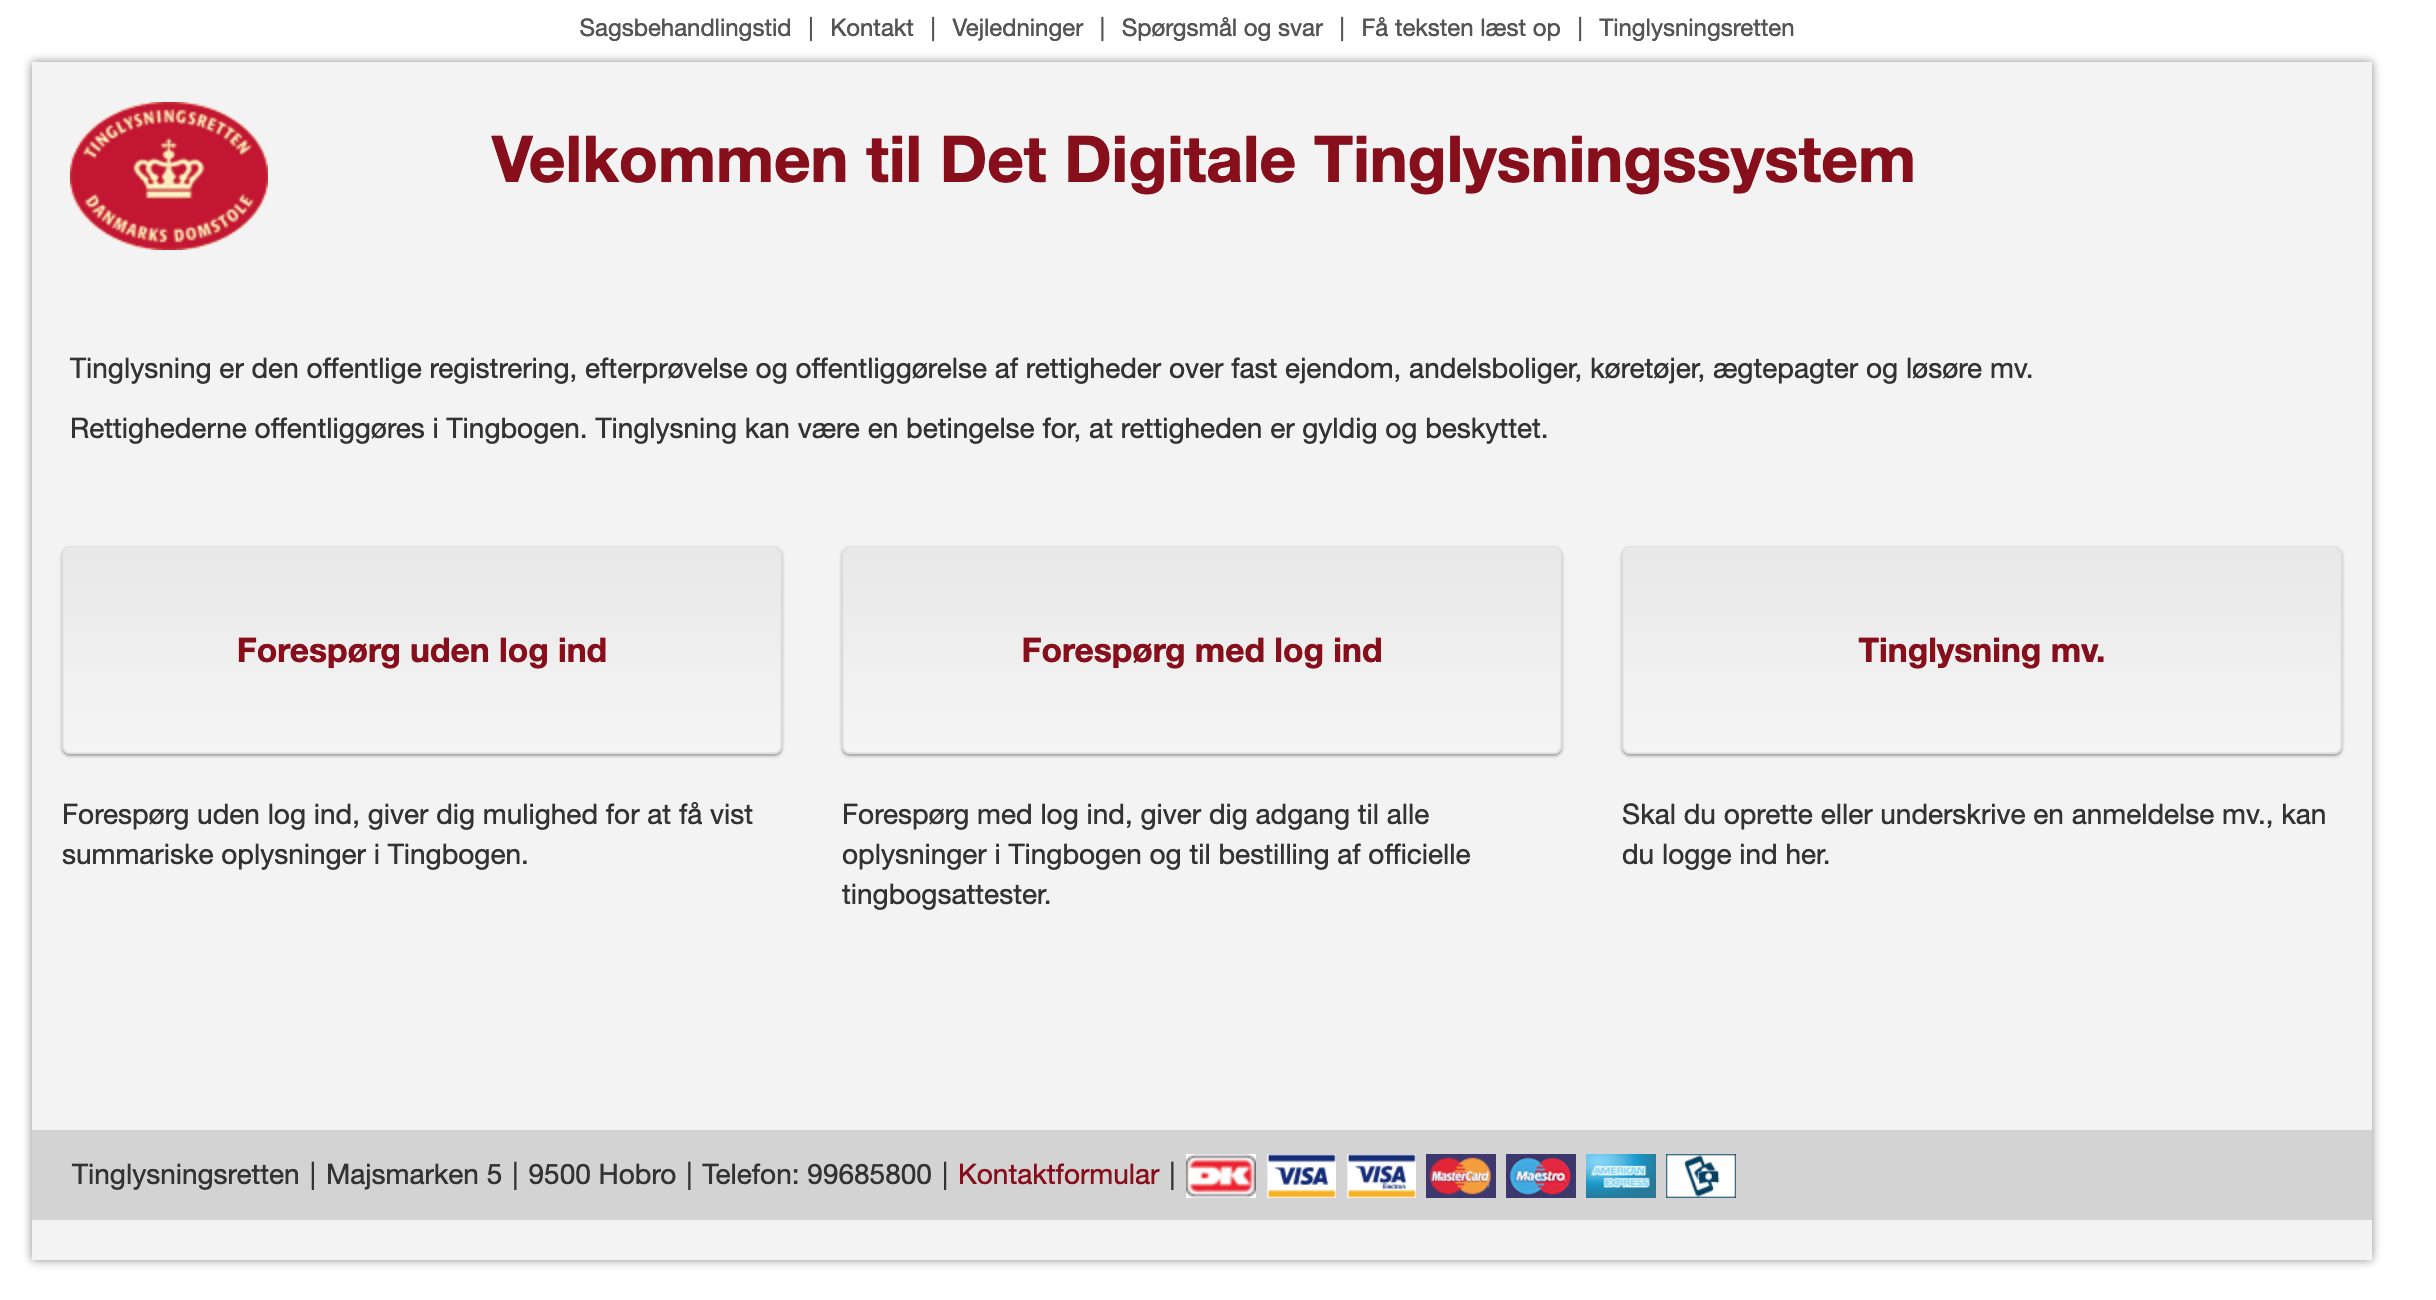 Sagsbehandlingstid | Kontakt | Vejledninger | Spørgsmål og svar | Få teksten læst op | Tinglysningsretten
TINGLYSNINGSRETTEN
DANMARKS DOMSTOLE
Velkommen til Det Digitale Tinglysningssystem
Tinglysning er den offentlige registrering, efterprøvelse og offentliggørelse af rettigheder over fast ejendom, andelsboliger, køretøjer, ægtepagter og løsøre mv.
Rettighederne offentliggøres i Tingbogen. Tinglysning kan være en betingelse for, at rettigheden er gyldig og beskyttet.
Forespørg uden log ind
Forespørg uden log ind, giver dig mulighed for at få vist
summariske oplysninger i Tingbogen.
Forespørg med log ind
Forespørg med log ind, giver dig adgang til alle
oplysninger i Tingbogen og til bestilling af officielle
tingbogsattester.
Tinglysning mv.
Skal du oprette eller underskrive en anmeldelse mv., kan
du logge ind her.
Tinglysningsretten | Majsmarken 5 | 9500 Hobro | Telefon: 99685800 | Kontaktformular | DK VISA VISA Electron MasterCard Maestro AMERICAN EXPRESS